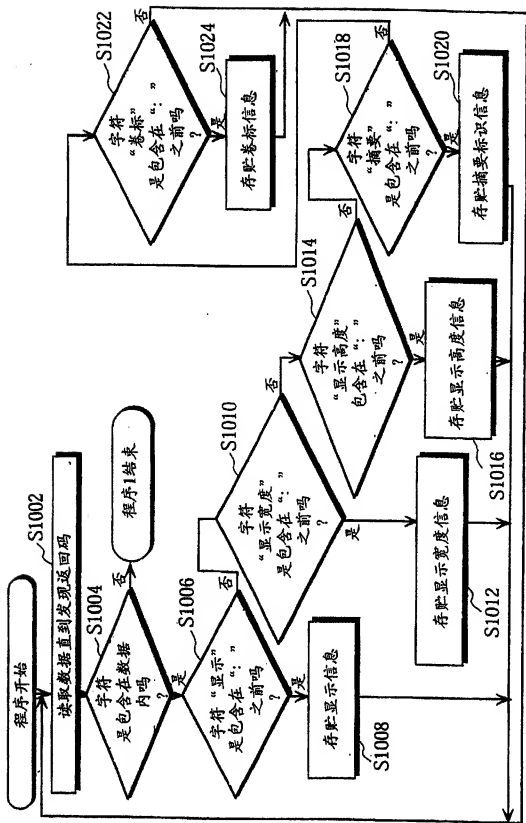 程序开始
S1002
读取数据直到发现返回码
S1004
字符
是包含在数据
内吗
?
否
程序1结束
是
S1006
字符“显示”
是包含在“:”
之前吗
?
否
是
存贮显示信息
S1008
S1010
字符
“显示宽度”
是包含在“:”
之前吗
?
否
是
存贮显示宽度信息
S1012
S1014
字符
“显示高度”
包含在“:”
之前吗
?
否
是
存贮显示高度信息
S1016
S1018
字符
“摘要”
是包含在“:”
之前吗
?
否
是
S1020
存贮摘要标识信息
S1022
字符
“卷标”
是包含在“:”
之前吗
?
否
是
S1024
存贮卷标信息